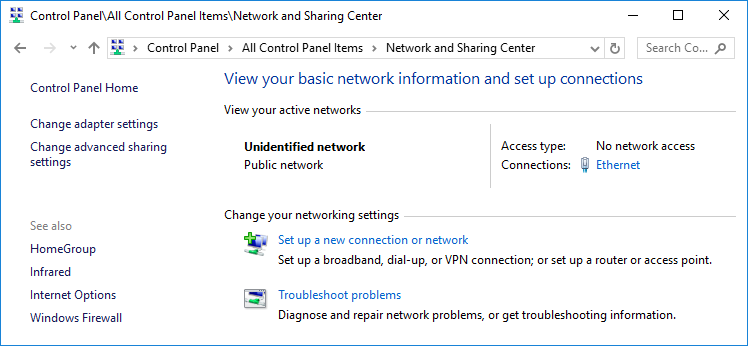 Control Panel\All Control Panel Items\Network and Sharing Center
Control Panel > All Control Panel Items > Network and Sharing Center
Search Co...
Control Panel Home
Change adapter settings
Change advanced sharing
settings
See also
HomeGroup
Infrared
Internet Options
Windows Firewall
View your basic network information and set up connections
View your active networks
Unidentified network
Public network
Access type: No network access
Connections: Ethernet
Change your networking settings
Set up a new connection or network
Set up a broadband, dial-up, or VPN connection; or set up a router or access point.
Troubleshoot problems
Diagnose and repair network problems, or get troubleshooting information.